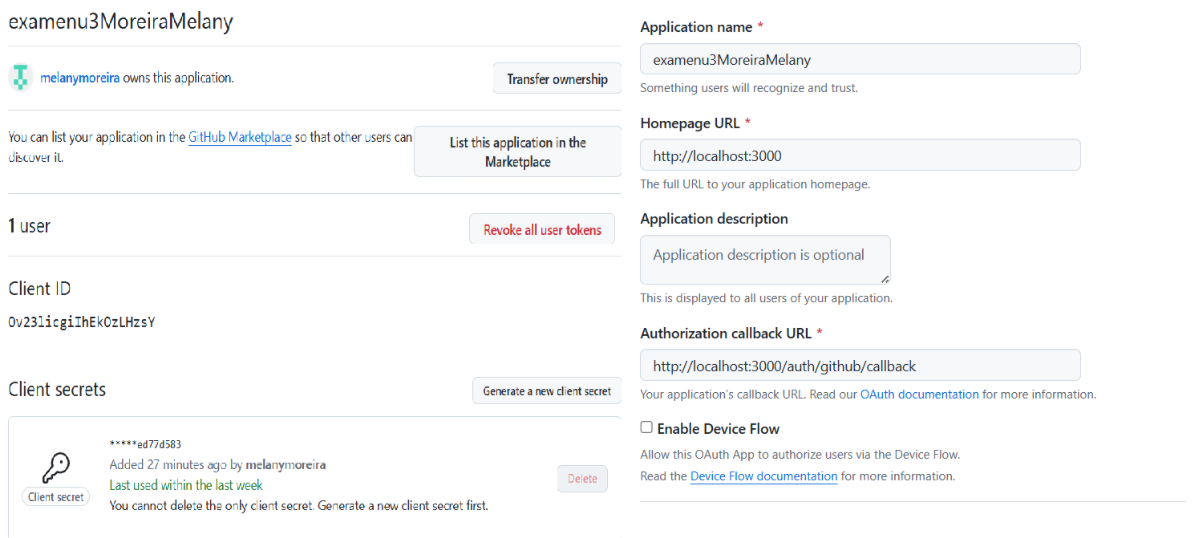 examenu3MoreiraMelany
melanymoreira owns this application.
Transfer ownership
You can list your application in the GitHub Marketplace so that other users can
discover it.
List this application in the
Marketplace
1 user
Revoke all user tokens
Client ID
Ov23licgiIhEkOzLHzsY
Client secrets
Generate a new client secret
*****ed77d583
Added 27 minutes ago by melanymoreira
Last used within the last week
You cannot delete the only client secret. Generate a new client secret first.
Client secret
Delete
Application name *
examenu3MoreiraMelany
Something users will recognize and trust.
Homepage URL *
http://localhost:3000
The full URL to your application homepage.
Application description
Application description is optional
This is displayed to all users of your application.
Authorization callback URL *
http://localhost:3000/auth/github/callback
Your application's callback URL. Read our OAuth documentation for more information.
Enable Device Flow
Allow this OAuth App to authorize users via the Device Flow.
Read the Device Flow documentation for more information.